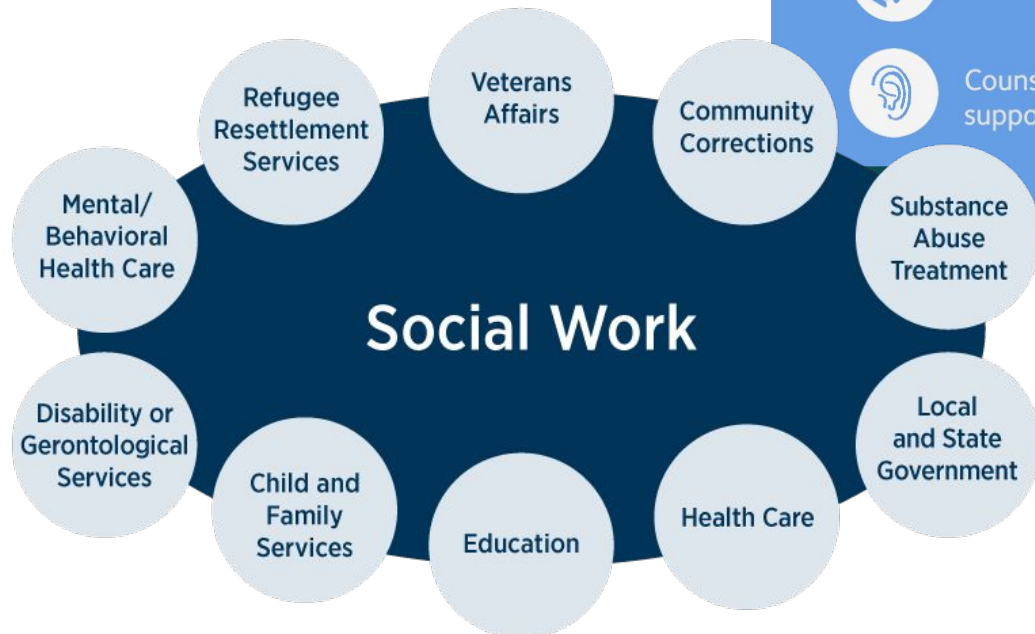 Veterans
Affairs
Refugee
Resettlement
Services
Community
Corrections
Mental/
Behavioral
Health Care
Substance
Abuse
Treatment
Social Work
Disability or
Gerontological
Services
Local
and State
Government
Child and
Family
Services
Education
Health Care